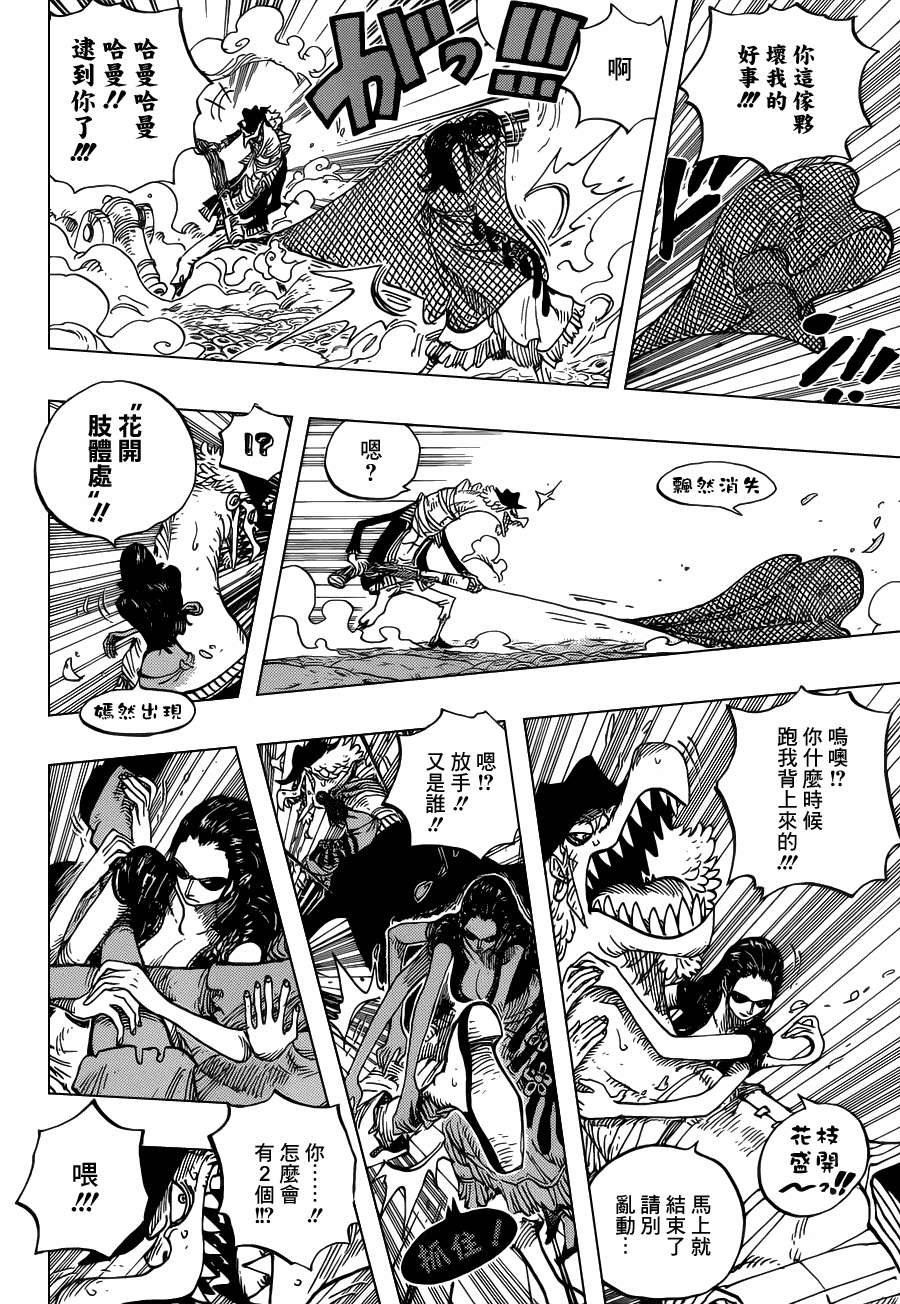 你這傢夥
壞我的
好事!!!
ドドド!!!
啊
ガッ!!!
哈曼哈曼
哈曼!!
逮到你了!!!
飄然消失
嗯?
!?
"花開
肢體處"!!
嫣然出現
嗚噢!?
你什麼時候
跑我背上來的!!!
枝開
花盛
〜っ!!
馬上就
結束了
請別
亂動…
嗯!?
放手!!
又是誰!!
抓住!
你……!!
怎麼會
有2個!!?
喂!!!